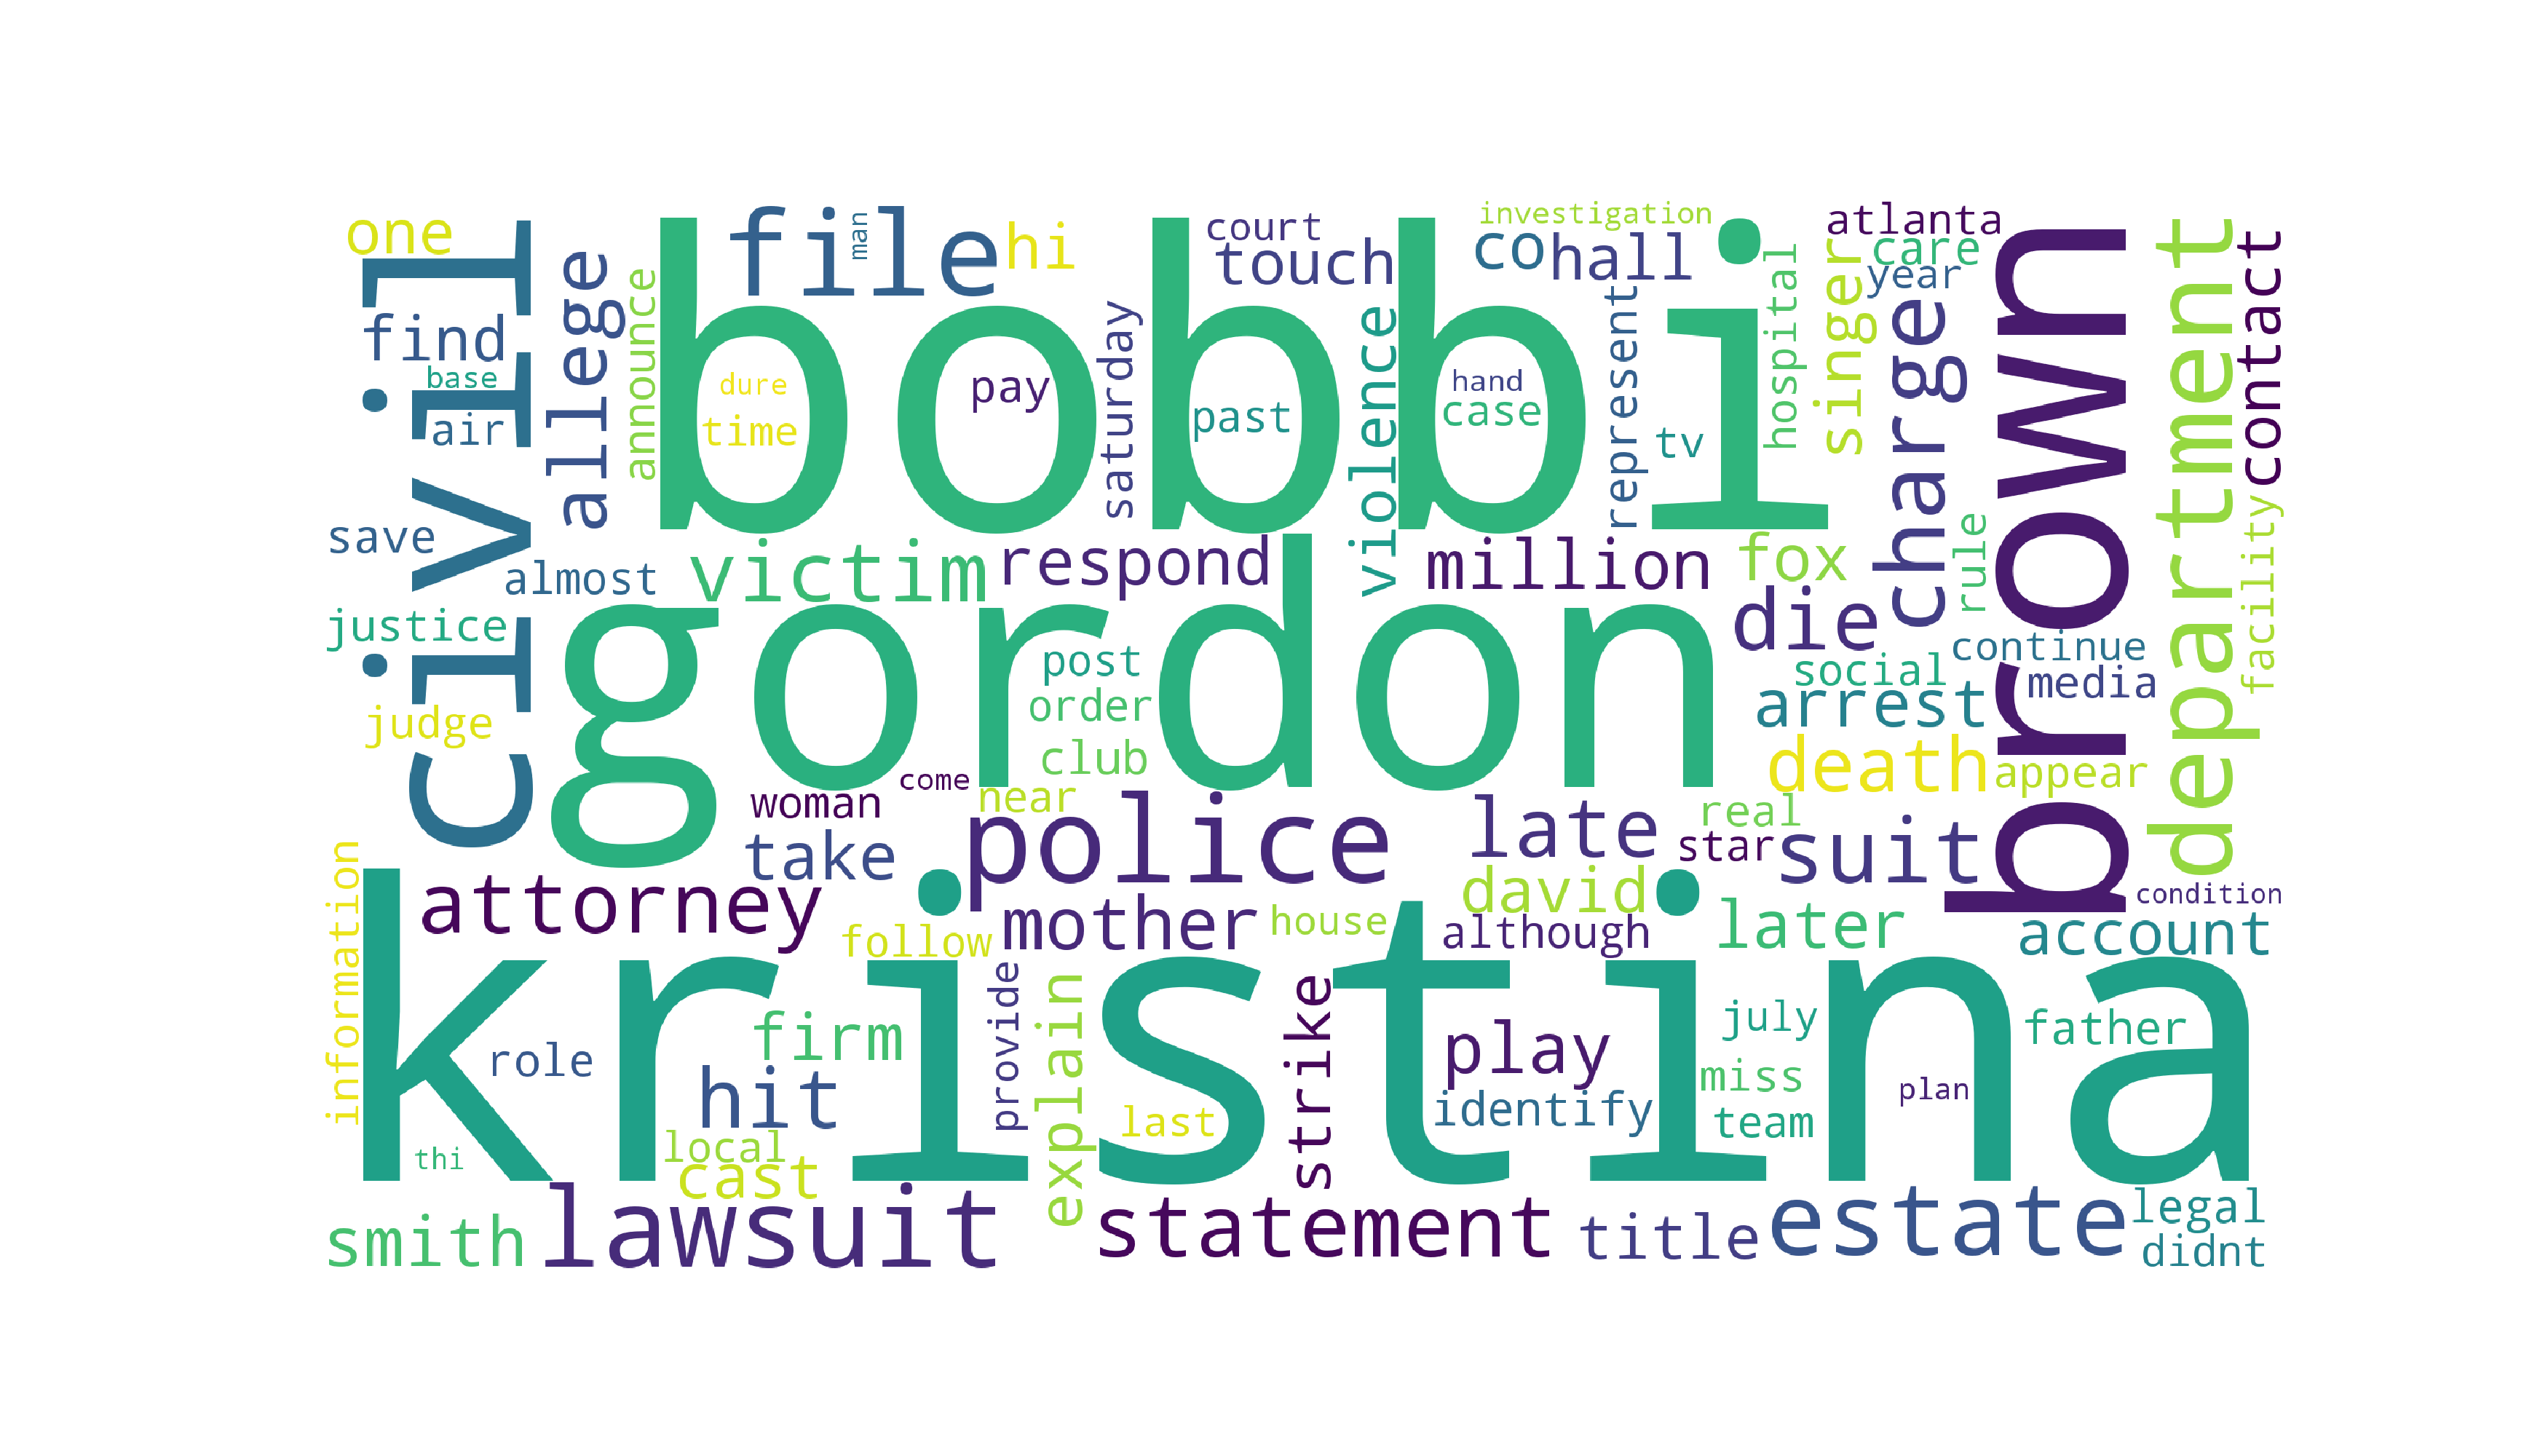 one
file
man
hi
court
touch
co
hall
investigation
atlanta
care
year
civil
find
base
air
allege
announce
bobbi
dure
time
pay
saturday
past
violence
hand
case
represent
tv
hospital
singer
charge
brown
department
contact
save
almost
justice
judge
victim
respond
million
fox
rule
facility
die
gordon
post
order
club
social
continue
media
arrest
death
appear
woman
come
near
take
police
late
real
star
suit
attorney
mother
david
house
although
later
condition
account
information
follow
kristina
role
firm
hit
provide
explain
last
strike
play
identify
july
miss
team
plan
father
thi
local
cast
smith
lawsuit
statement
title
estate
legal
didnt